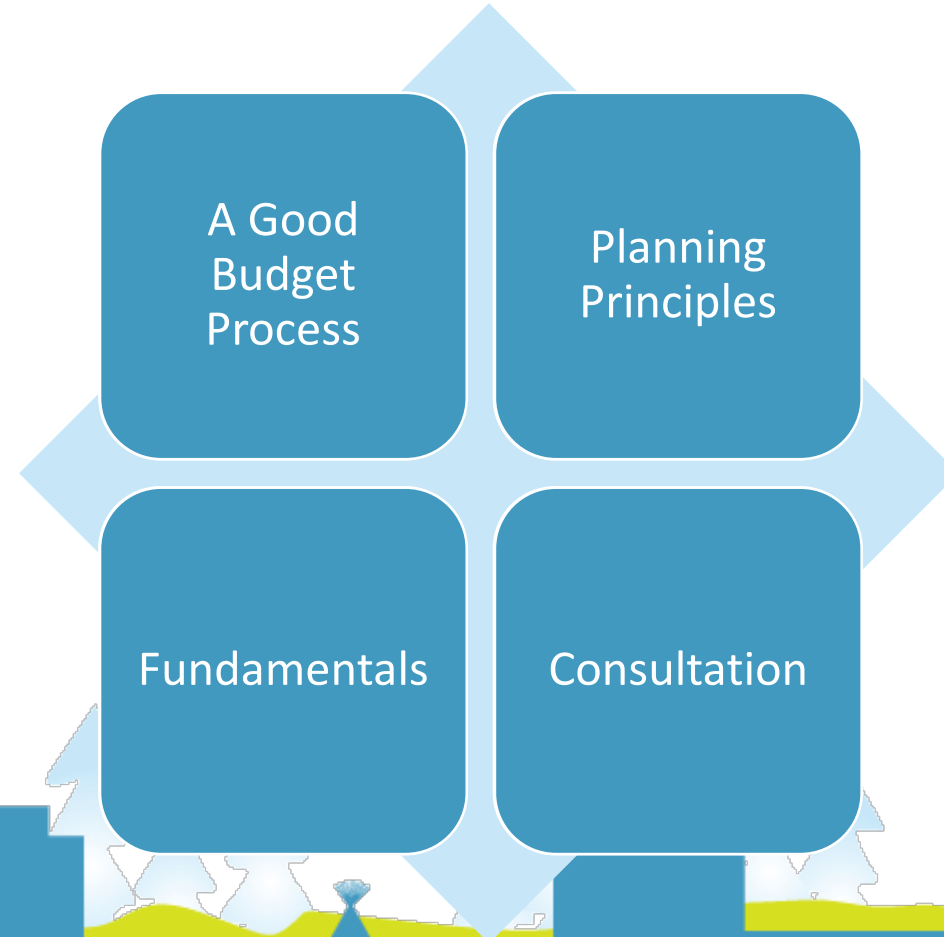 A Good
Budget
Process
Planning
Principles
Fundamentals
Consultation